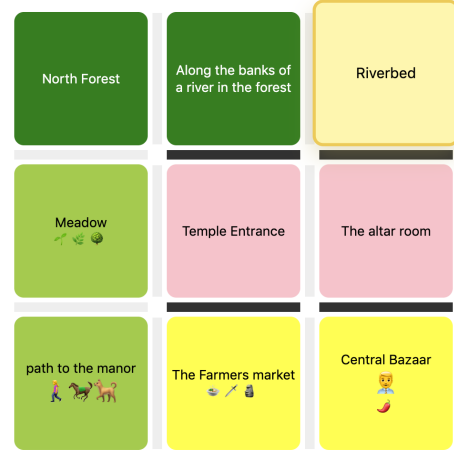 North Forest
Along the banks of
a river in the forest
Riverbed
Meadow
Temple Entrance
The altar room
path to the manor
The Farmers market
Central Bazaar